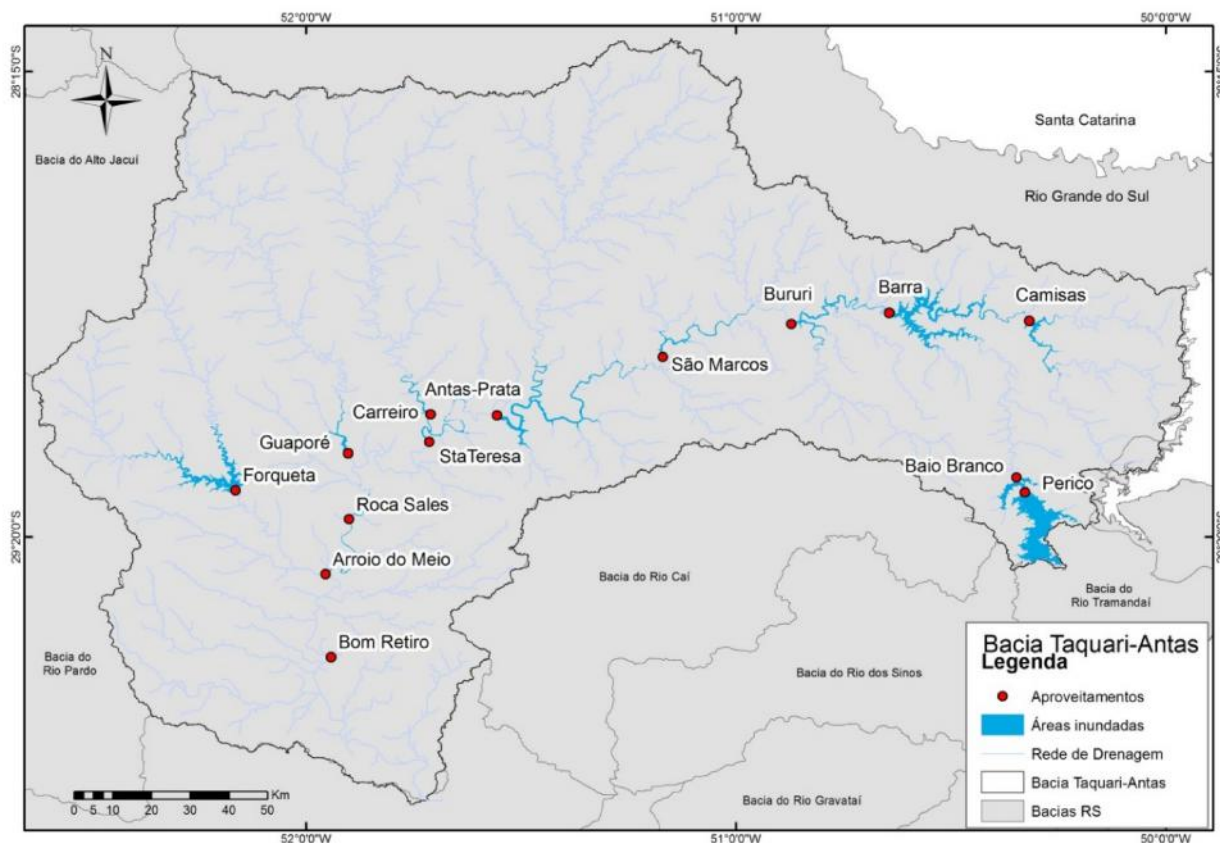 52°0'0"W
51°0'0"W
50°0'0"W
N
28°15'0"S
Santa Catarina
Bacia do Alto Jacuí
Rio Grande do Sul
Bururi
Barra
Camisas
São Marcos
Antas-Prata
Carreiro
Guaporé
StaTeresa
Forqueta
Baio Branco
Perico
Roca Sales
29°20'0"S
Arroio do Meio
Bacia do Rio Caí
Bacia do
Rio Tramandaí
Bom Retiro
Bacia do
Rio Pardo
Bacia do Rio dos Sinos
Bacia Taquari-Antas
Legenda
Aproveitamentos
Áreas inundadas
Rede de Drenagem
Bacia Taquari-Antas
Bacias RS
Bacia do Rio Gravataí
Km
0 5 10 20 30 40 50
52°0'0"W
51°0'0"W
50°0'0"W